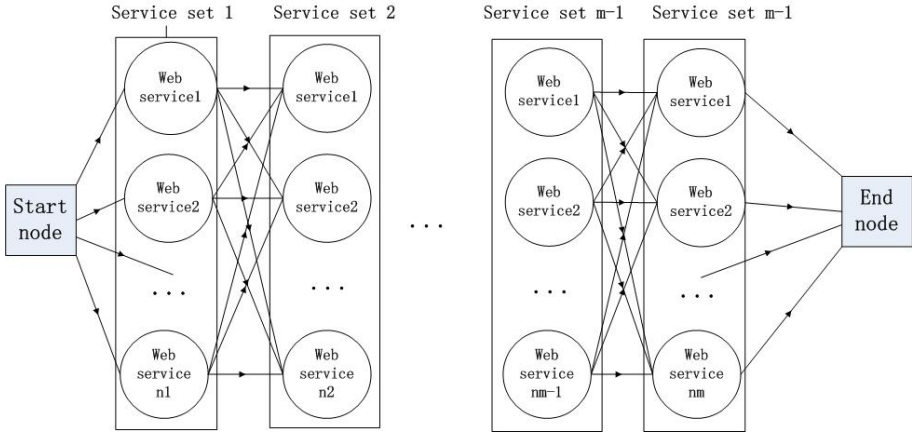 Service set 1
Service set 2
Service set m-1
Service set m-1
Web
service1
Web
service1
Web
service1
Web
service1
Start
node
Web
service2
Web
service2
...
Web
service2
Web
service2
End
node
...
...
...
...
Web
service
n1
Web
service
n2
Web
service
nm-1
Web
service
nm